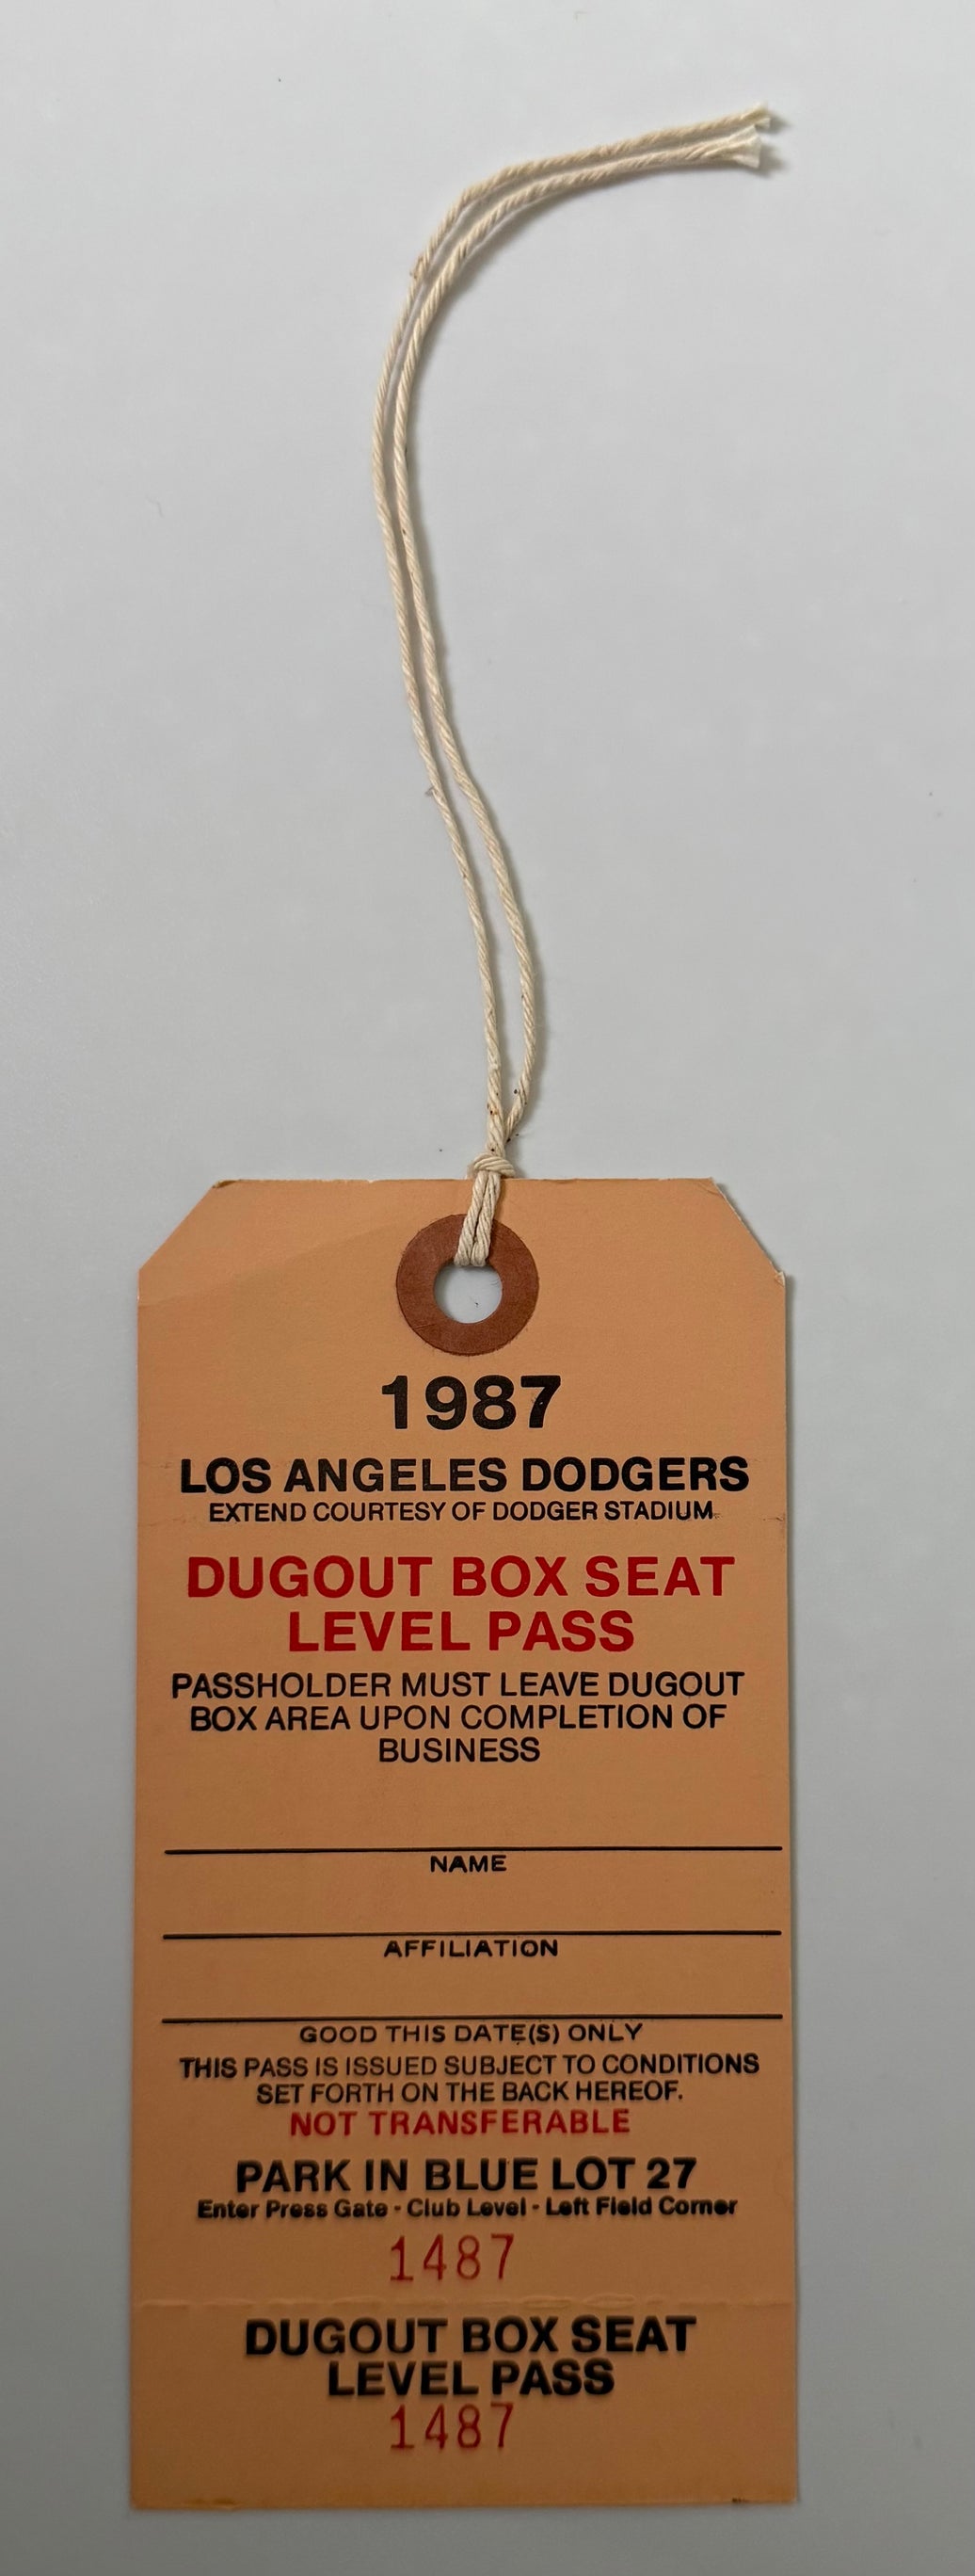 1987
LOS ANGELES DODGERS
EXTEND COURTESY OF DODGER STADIUM
DUGOUT BOX SEAT
LEVEL PASS
PASSHOLDER MUST LEAVE DUGOUT
BOX AREA UPON COMPLETION OF
BUSINESS
NAME
AFFILIATION
GOOD THIS DATE(S) ONLY
THIS PASS IS ISSUED SUBJECT TO CONDITIONS
SET FORTH ON THE BACK HEREOF.
NOT TRANSFERABLE
PARK IN BLUE LOT 27
Enter Press Gate - Club Level - Left Field Corner
1487
DUGOUT BOX SEAT
LEVEL PASS
1487